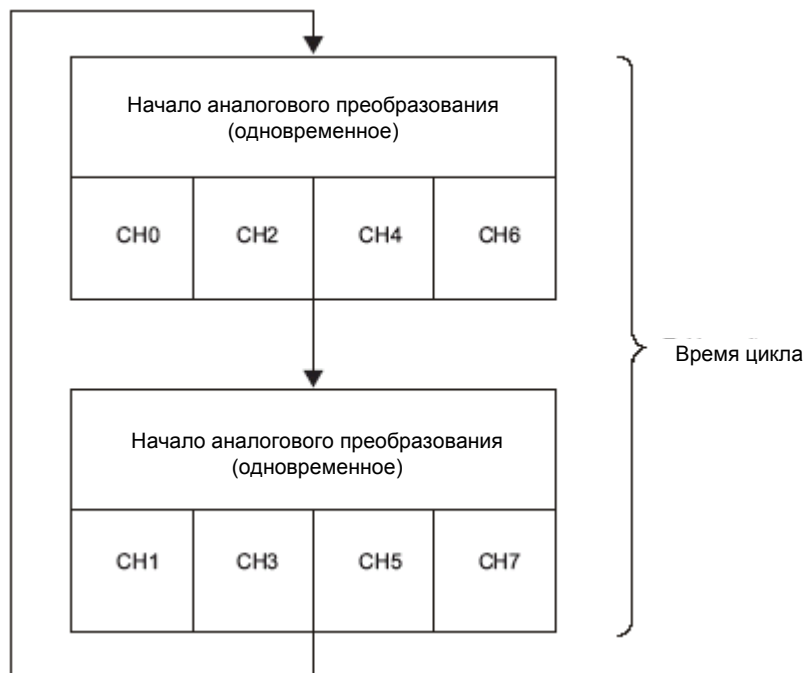 Начало аналогового преобразования
(одновременное)
CH0 CH2 CH4 CH6
Время цикла
Начало аналогового преобразования
(одновременное)
CH1 CH3 CH5 CH7